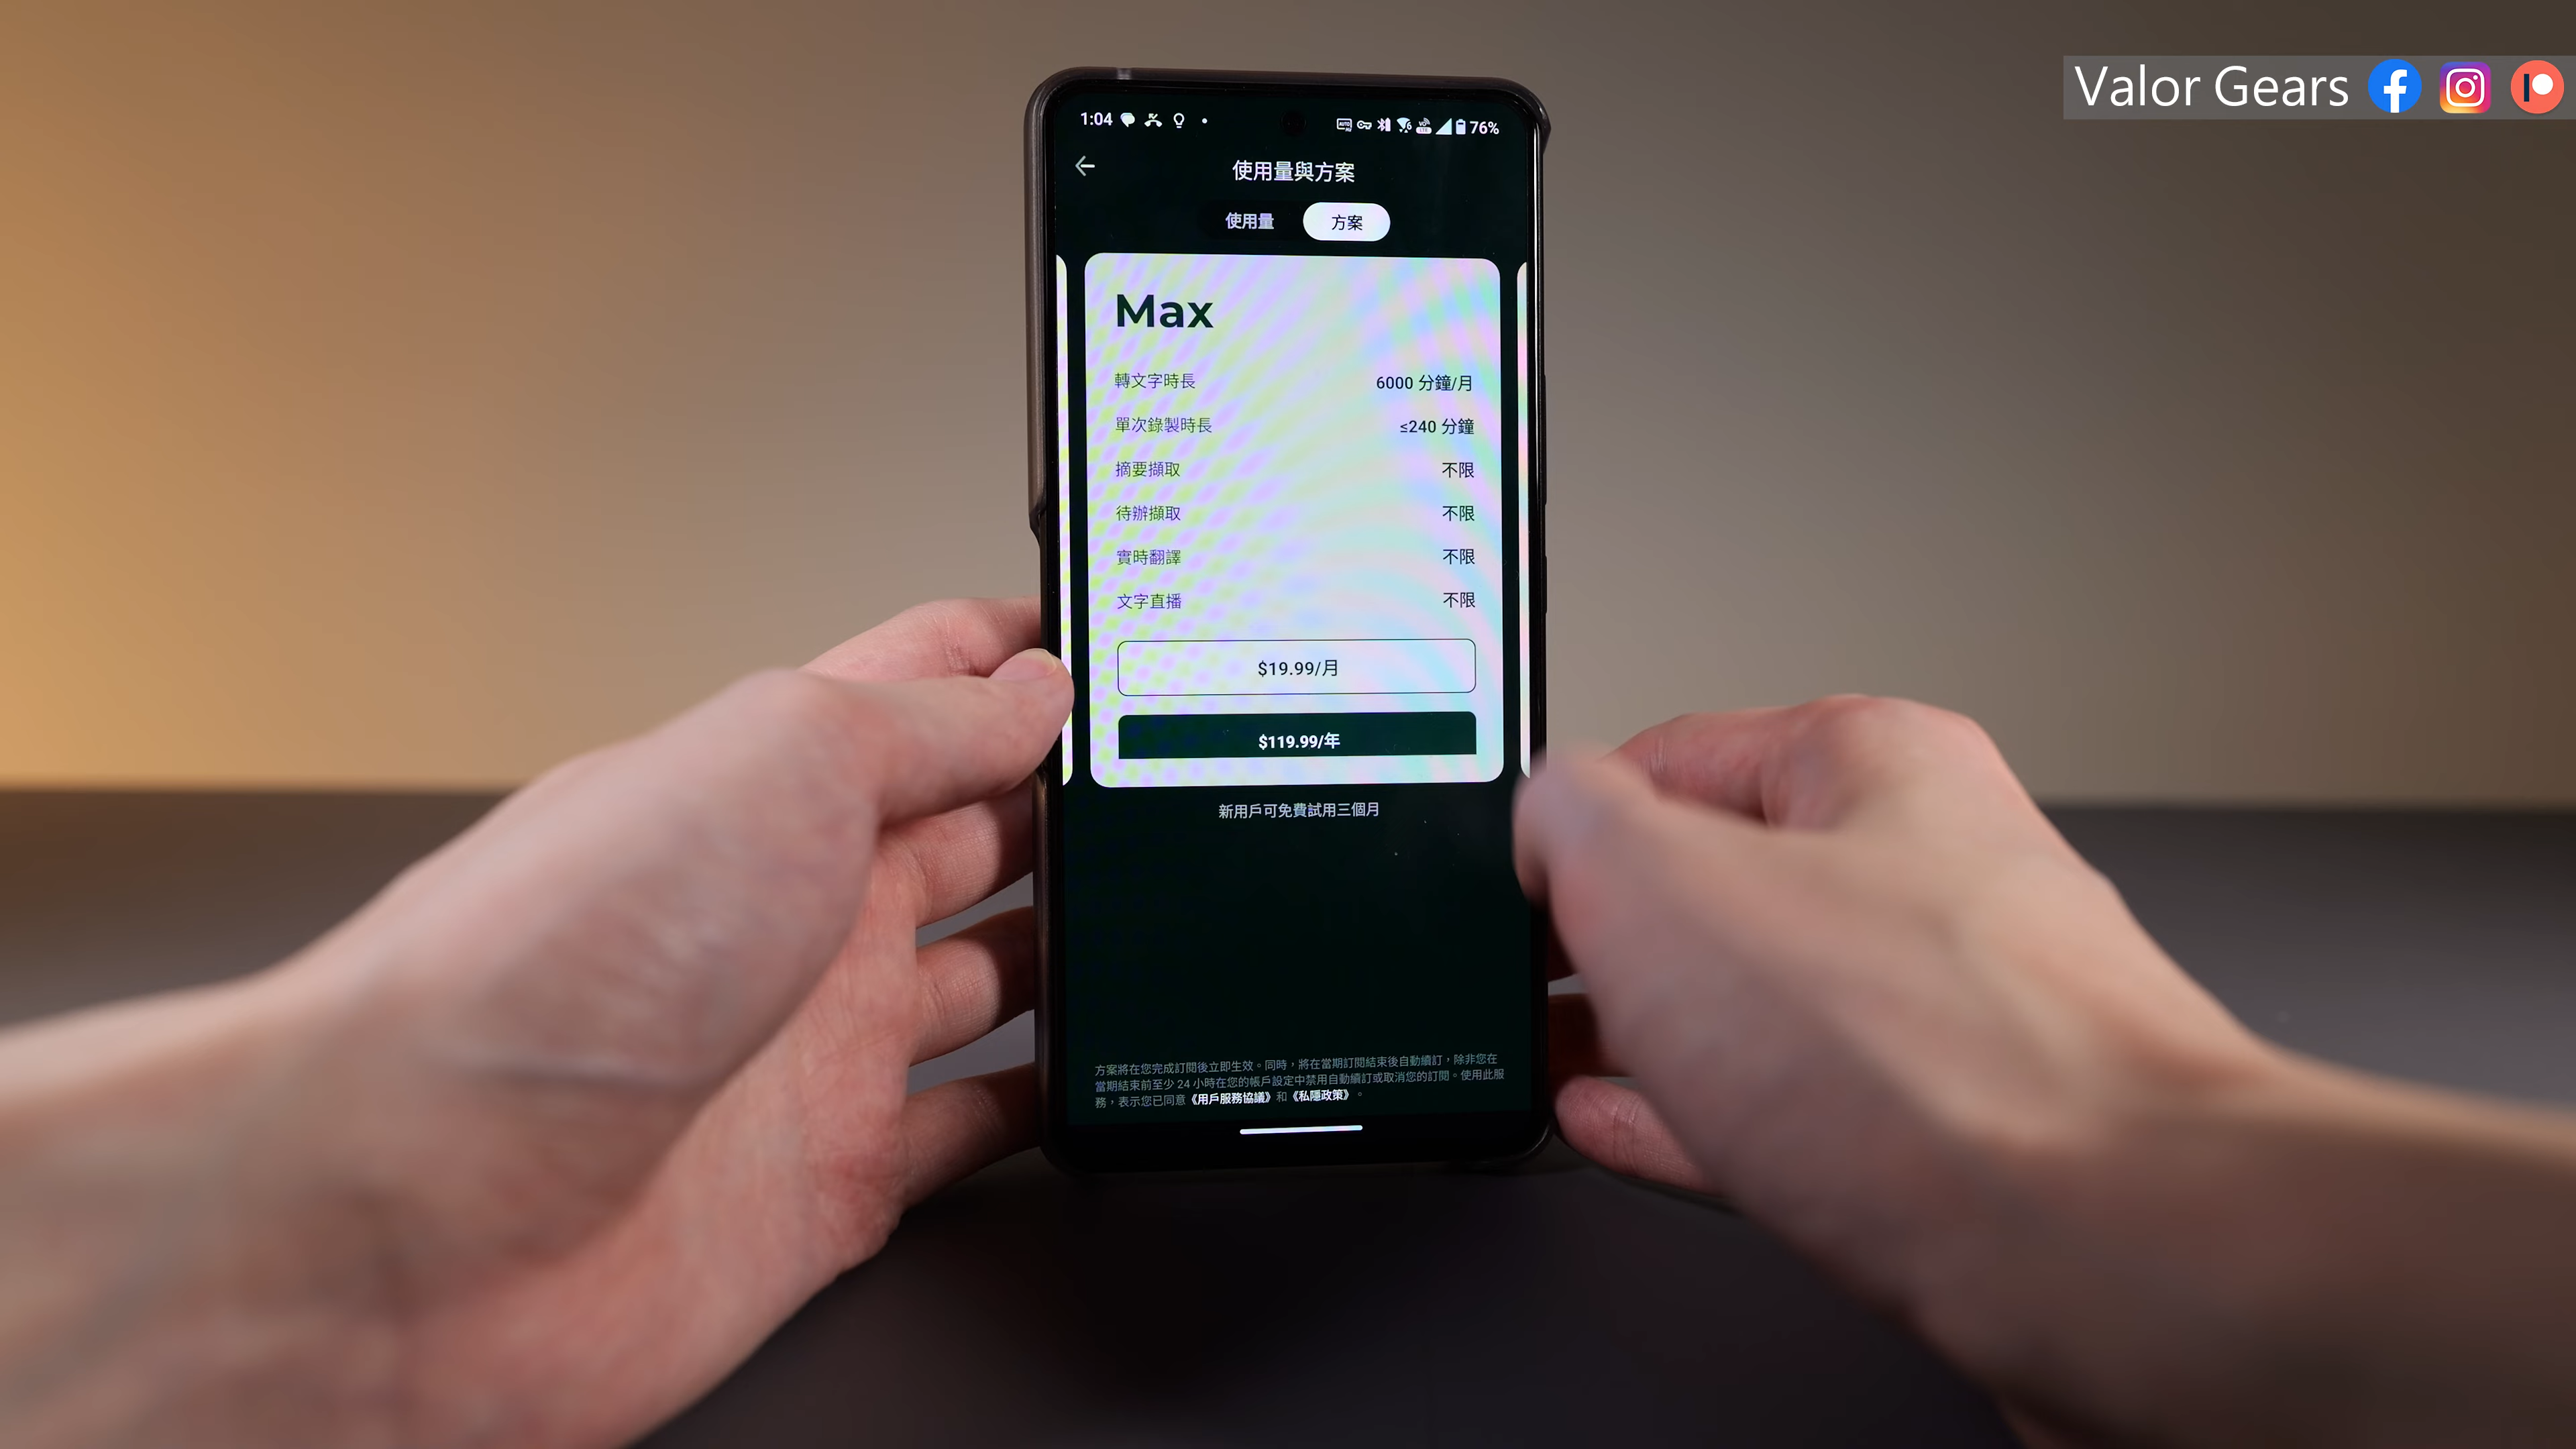 Valor Gears
1:04
76%
使用量與方案
使用量
方案
Max
轉文字時長 6000 分鐘/月
單次錄製時長 ≤240 分鐘
摘要擷取 不限
待辦擷取 不限
實時翻譯 不限
文字直播 不限
$19.99/月
$119.99/年
新用戶可免費試用三個月
方案將在您完成訂閱後立即生效。同時，將在當期訂閱結束後自動續訂，除非您在
當期結束前至少 24 小時在您的帳戶設定中禁用自動續訂或取消您的訂閱。使用此服
務，表示您已同意《用戶服務協議》和《私隱政策》。